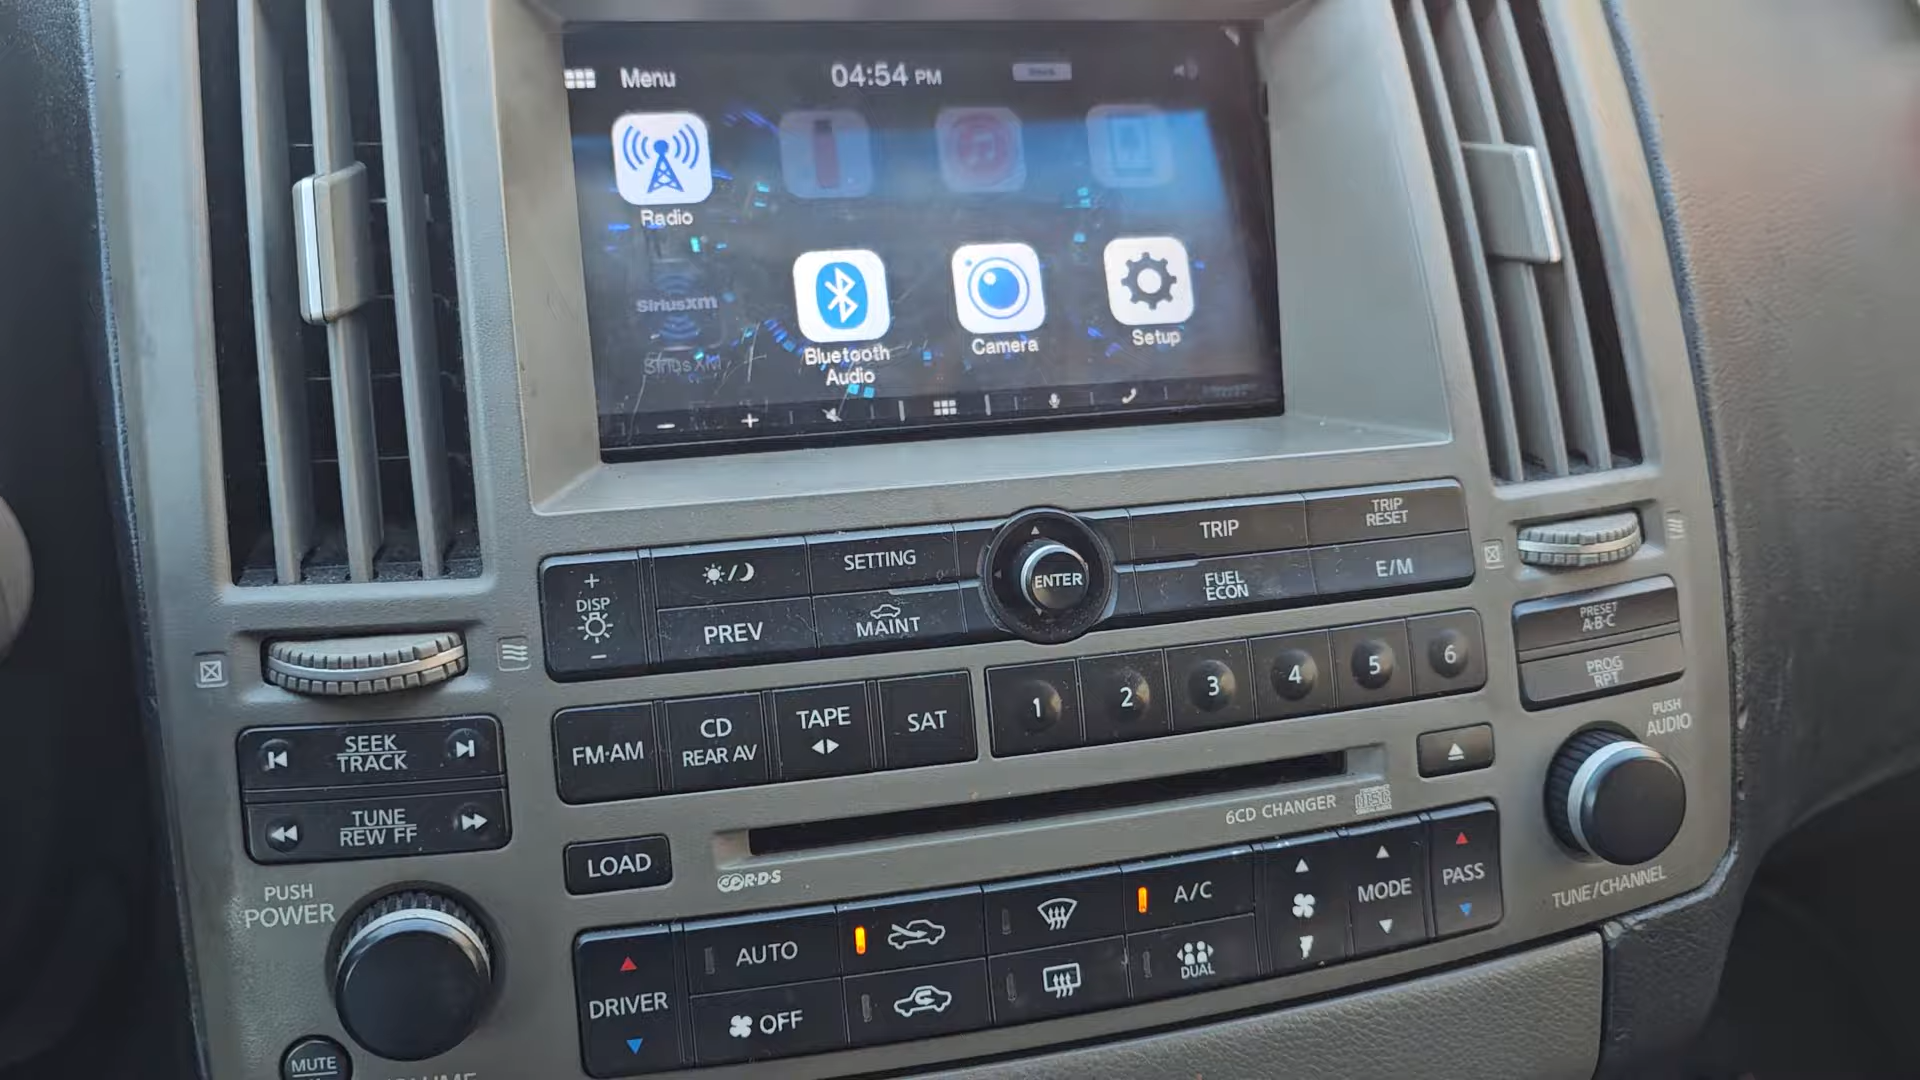 Menu
04:54 PM
Radio
siriusxm
Sirius XM
Bluetooth
Audio
Camera
Setup
DISP
SETTING
TRIP
TRIP
RESET
PREV
MAINT
ENTER
FUEL
ECON
E/M
PRESET
A·B·C
PROG
RPT
SEEK
TRACK
TUNE
REW FF
FM·AM
CD
REAR AV
TAPE
SAT
1
2
3
4
5
6
PUSH
AUDIO
6CD CHANGER
DISC
LOAD
R·D·S
PUSH
POWER
TUNE/CHANNEL
DRIVER
AUTO
OFF
A/C
DUAL
MODE
PASS
MUTE